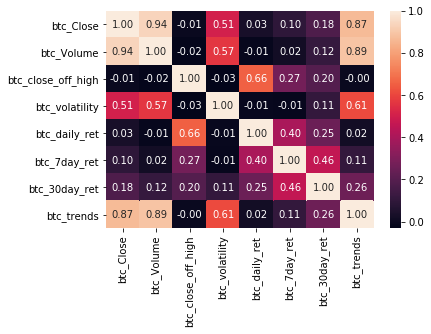 btc_Close 1.00 0.94 -0.01 0.51 0.03 0.10 0.18 0.87
btc_Volume 0.94 1.00 -0.02 0.57 -0.01 0.02 0.12 0.89
btc_close_off_high -0.01 -0.02 1.00 -0.03 0.66 0.27 0.20 -0.00
btc_volatility 0.51 0.57 -0.03 1.00 -0.01 -0.01 0.11 0.61
btc_daily_ret 0.03 -0.01 0.66 -0.01 1.00 0.40 0.25 0.02
btc_7day_ret 0.10 0.02 0.27 -0.01 0.40 1.00 0.46 0.11
btc_30day_ret 0.18 0.12 0.20 0.11 0.25 0.46 1.00 0.26
btc_trends 0.87 0.89 -0.00 0.61 0.02 0.11 0.26 1.00
btc_Close
btc_Volume
btc_close_off_high
btc_volatility
btc_daily_ret
btc_7day_ret
btc_30day_ret
btc_trends
1.0
0.8
0.6
0.4
0.2
0.0